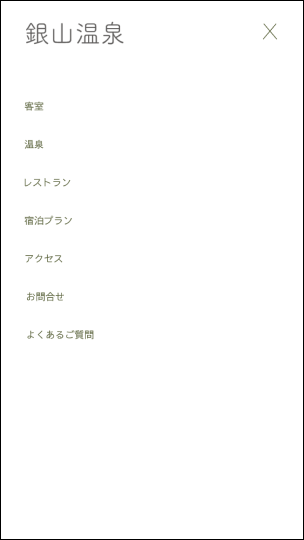 銀山温泉
客室
温泉
レストラン
宿泊プラン
アクセス
お問合せ
よくあるご質問